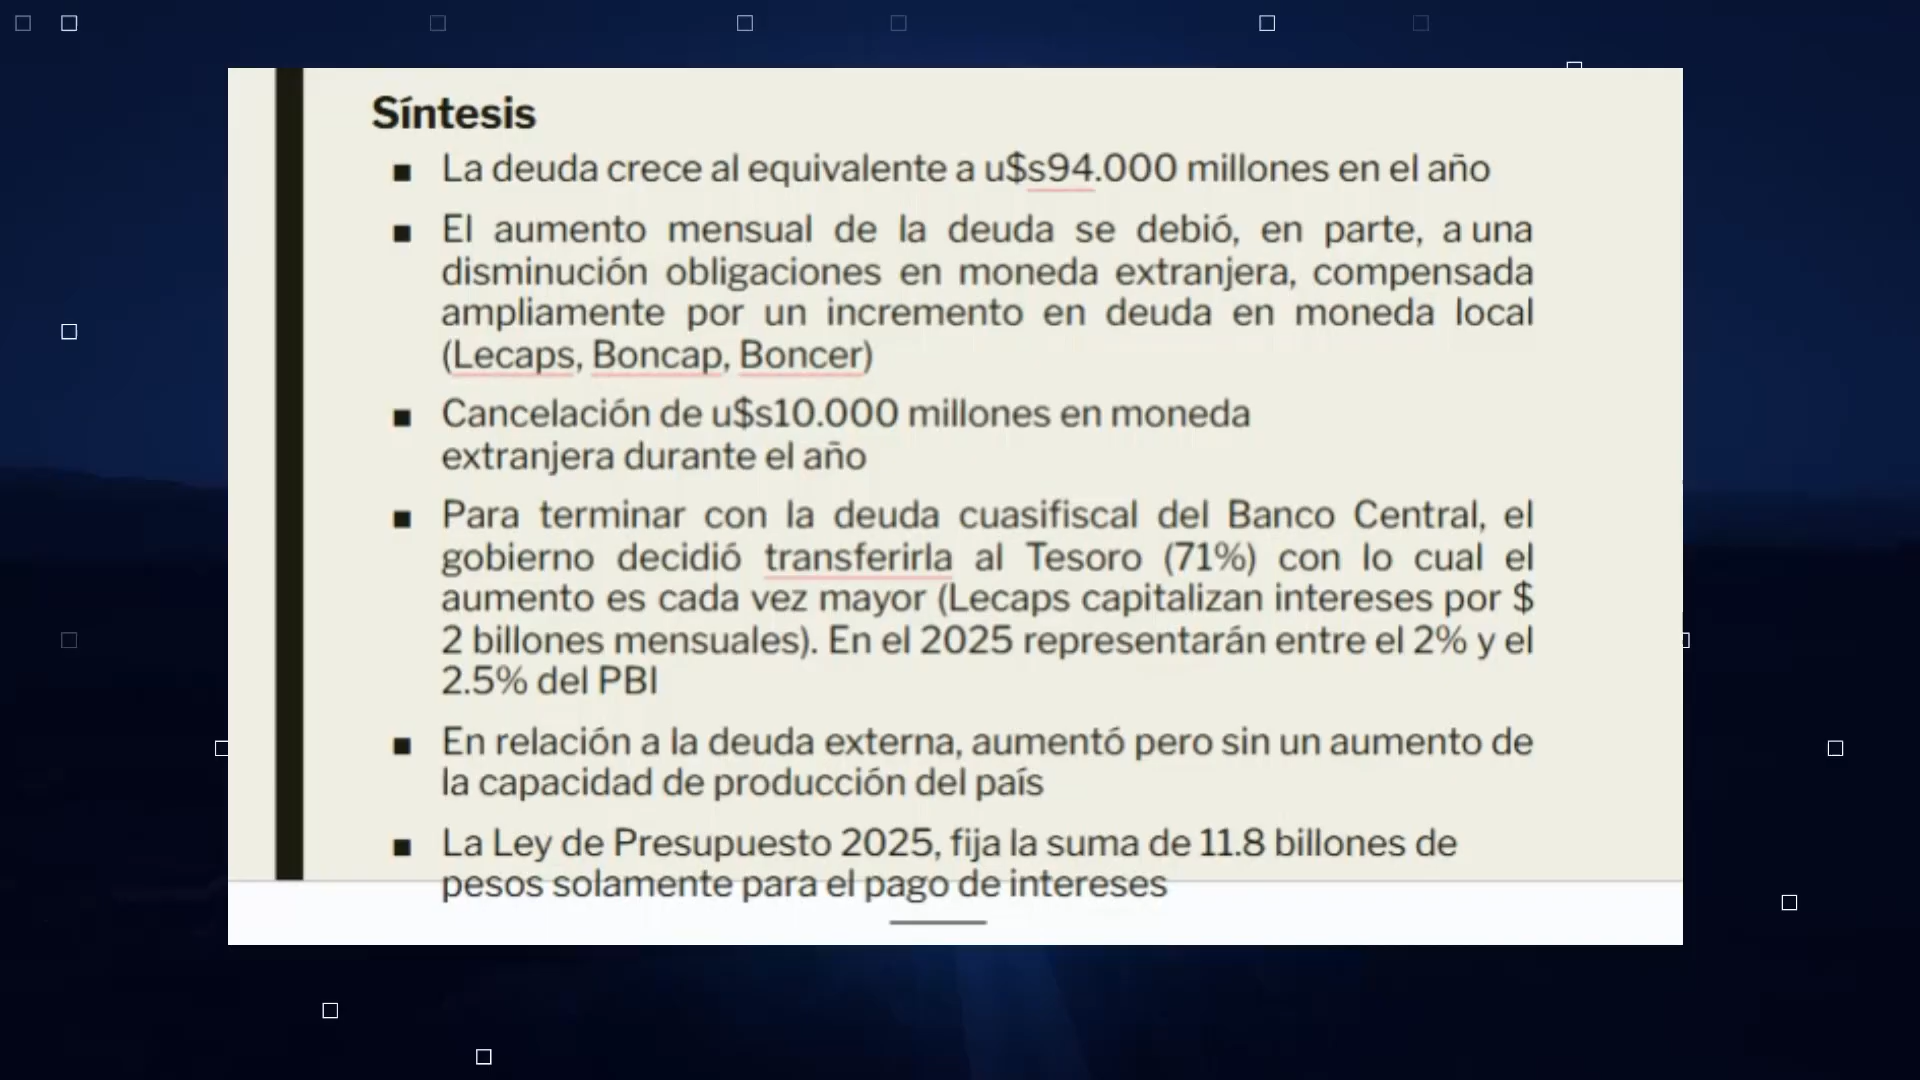 Síntesis
La deuda crece al equivalente a u$s94.000 millones en el año
El aumento mensual de la deuda se debió, en parte, a una
disminución obligaciones en moneda extranjera, compensada
ampliamente por un incremento en deuda en moneda local
(Lecaps, Boncap, Boncer)
Cancelación de u$s10.000 millones en moneda
extranjera durante el año
Para terminar con la deuda cuasifiscal del Banco Central, el
gobierno decidió transferirla al Tesoro (71%) con lo cual el
aumento es cada vez mayor (Lecaps capitalizan intereses por $
2 billones mensuales). En el 2025 representarán entre el 2% y el
2.5% del PBI
En relación a la deuda externa, aumentó pero sin un aumento de
la capacidad de producción del país
La Ley de Presupuesto 2025, fija la suma de 11.8 billones de
pesos solamente para el pago de intereses